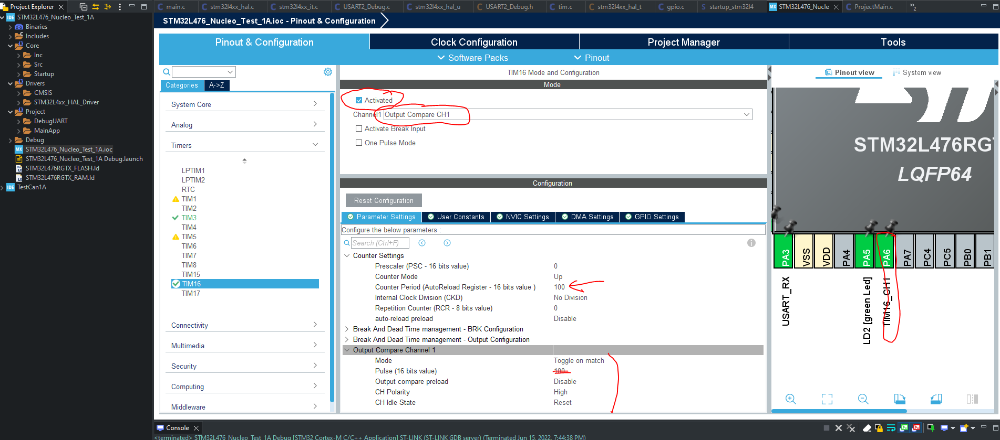 Project Explorer
main.c
stm32l4xx_hal.c
stm32l4xx_it.c
USART2_Debug.c
stm32l4xx_hal_u
USART2_Debug.h
tim.c
stm32l4xx_hal_t
gpio.c
startup_stm32l4
STM32L476_Nucle
ProjectMain.c
2
STM32L476_Nucleo_Test_1A
Binaries
Includes
Core
Inc
Src
Startup
Drivers
CMSIS
STM32L4xx_HAL_Driver
Project
DebugUART
MainApp
Debug
STM32L476_Nucleo_Test_1A.ioc
STM32L476_Nucleo_Test_1A Debug.launch
STM32L476RGTX_FLASH.ld
STM32L476RGTX_RAM.ld
TestCan1A
STM32L476_Nucleo_Test_1A.ioc - Pinout & Configuration
Pinout & Configuration
Clock Configuration
Project Manager
Tools
Software Packs
Pinout
Categories
A->Z
System Core
Analog
Timers
LPTIM1
LPTIM2
RTC
TIM1
TIM2
TIM3
TIM4
TIM5
TIM6
TIM7
TIM8
TIM15
TIM16
TIM17
Connectivity
Multimedia
Security
Computing
Middleware
TIM16 Mode and Configuration
Mode
Activated
Channel1 Output Compare CH1
Activate Break Input
One Pulse Mode
Configuration
Reset Configuration
Parameter Settings
User Constants
NVIC Settings
DMA Settings
GPIO Settings
Configure the below parameters :
Search (Ctrl+F)
Counter Settings
Prescaler (PSC - 16 bits value) 0
Counter Mode Up
Counter Period (AutoReload Register - 16 bits value ) 100
Internal Clock Division (CKD) No Division
Repetition Counter (RCR - 8 bits value) 0
auto-reload preload Disable
Break And Dead Time management - BRK Configuration
Break And Dead Time management - Output Configuration
Output Compare Channel 1
Mode Toggle on match
Pulse (16 bits value) 100
Output compare preload Disable
CH Polarity High
CH Idle State Reset
Pinout view
System view
STM32L476RGT
LQFP64
PA3
VSS
VDD
PA4
PA5
PA6
PA7
PC4
PC5
PB0
PB1
USART_RX
LD2 [green Led]
TIM16_CH1
Console
<terminated> STM32L476_Nucleo_Test_1A Debug [STM32 Cortex-M C/C++ Application] ST-LINK (ST-LINK GDB server) (Terminated Jun 15, 2022, 7:44:38 PM)